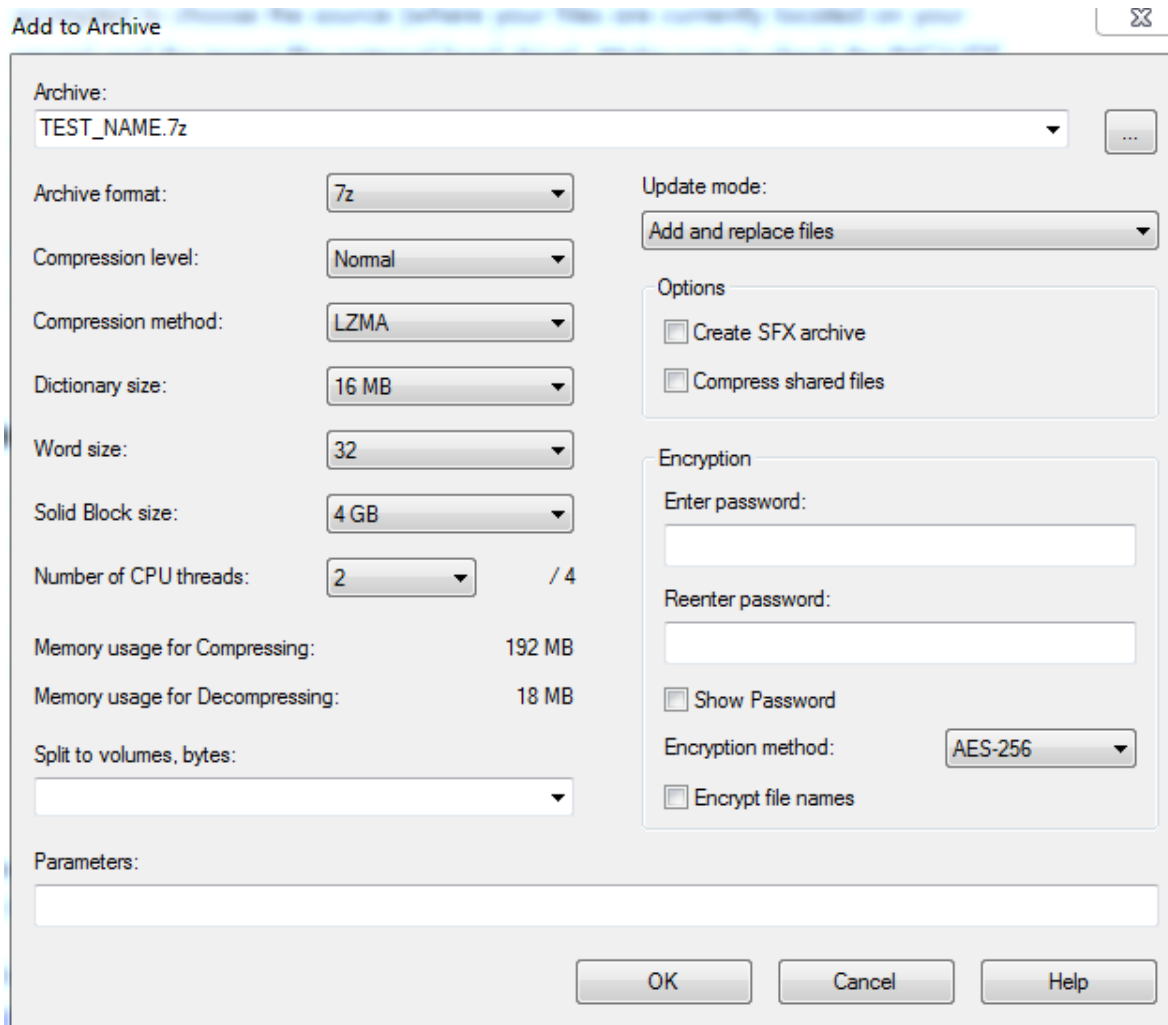 Add to Archive
Archive:
TEST_NAME.7z
...
Archive format: 7z
Compression level: Normal
Compression method: LZMA
Dictionary size: 16 MB
Word size: 32
Solid Block size: 4 GB
Number of CPU threads: 2 / 4
Memory usage for Compressing: 192 MB
Memory usage for Decompressing: 18 MB
Split to volumes, bytes:
Update mode:
Add and replace files
Options
Create SFX archive
Compress shared files
Encryption
Enter password:
Reenter password:
Show Password
Encryption method: AES-256
Encrypt file names
Parameters:
OK Cancel Help